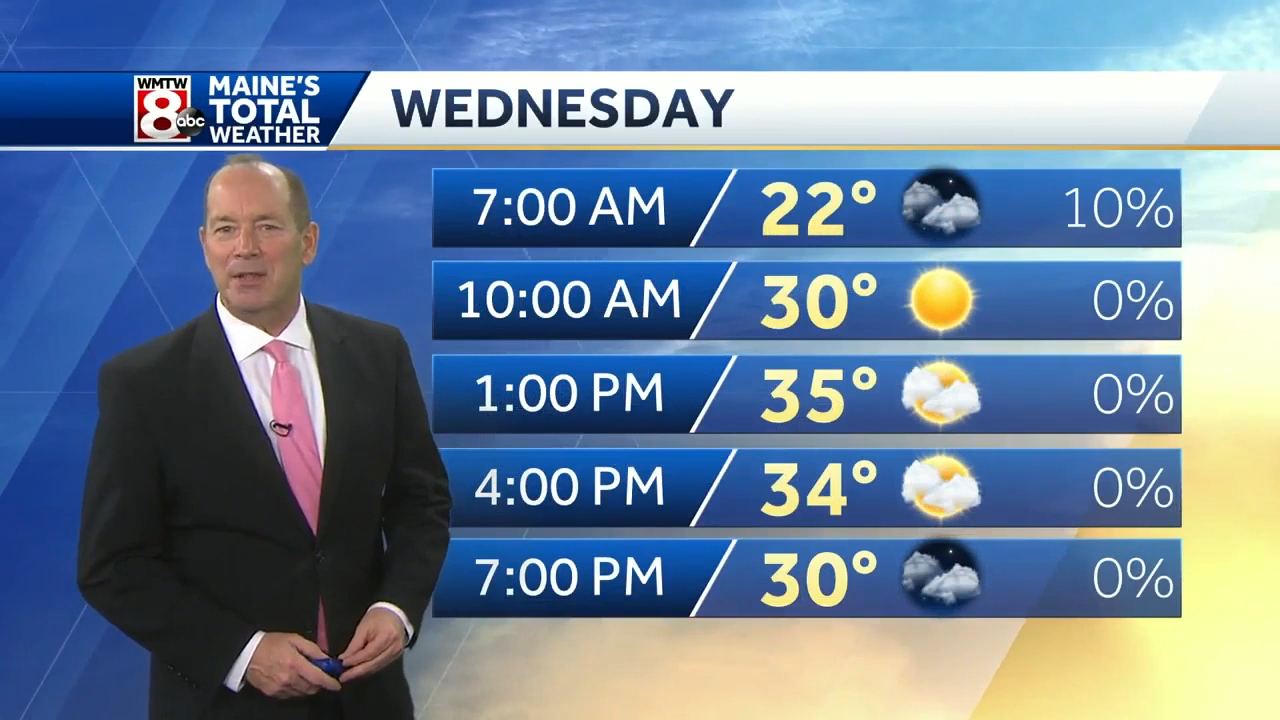 WMTW
8
abc
MAINE'S
TOTAL
WEATHER
WEDNESDAY
7:00 AM 22° 10%
10:00 AM 30° 0%
1:00 PM 35° 0%
4:00 PM 34° 0%
7:00 PM 30° 0%